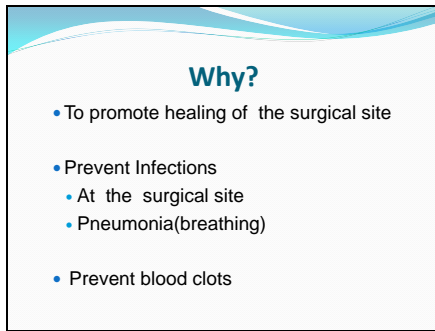 Why?
• To promote healing of  the surgical site
• Prevent Infections
• At  the  surgical site
• Pneumonia(breathing)
•  Prevent blood clots